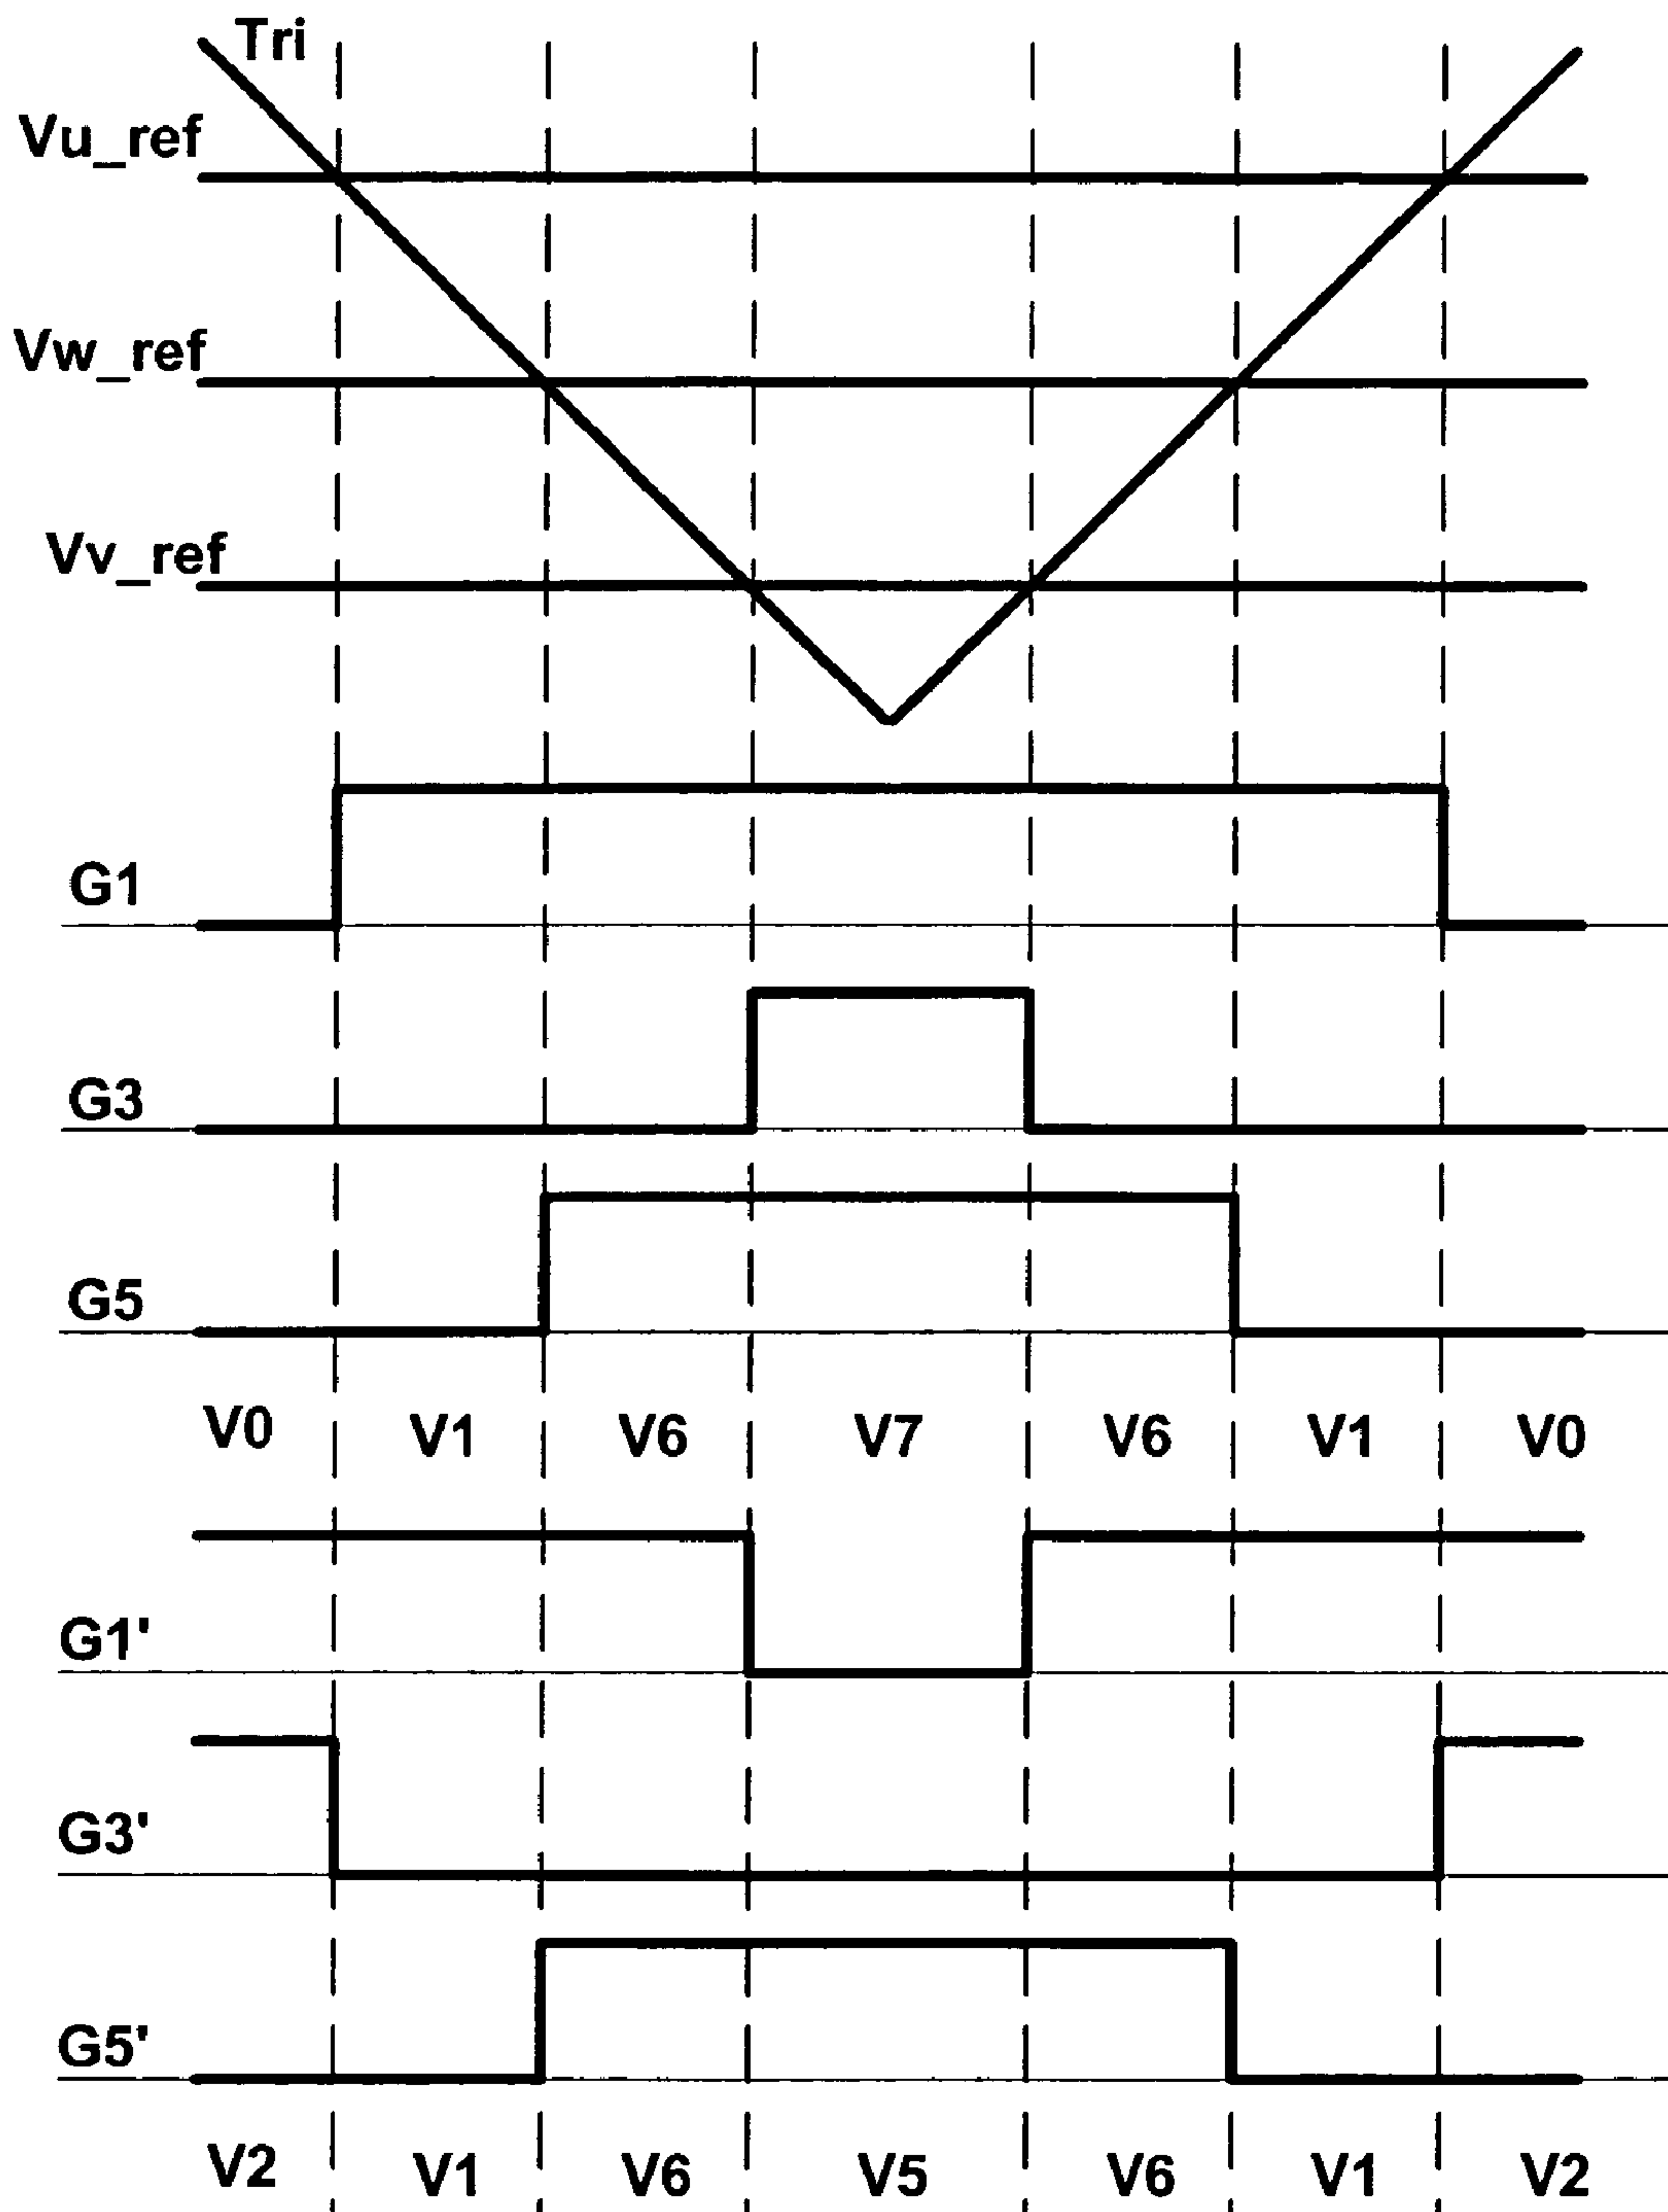 Tri
Vu_ref
Vw_ref
Vv_ref
G1
G3
G5
V0 V1 V6 V7 V6 V1 V0
G1'
G3'
G5'
V2 V1 V6 V5 V6 V1 V2